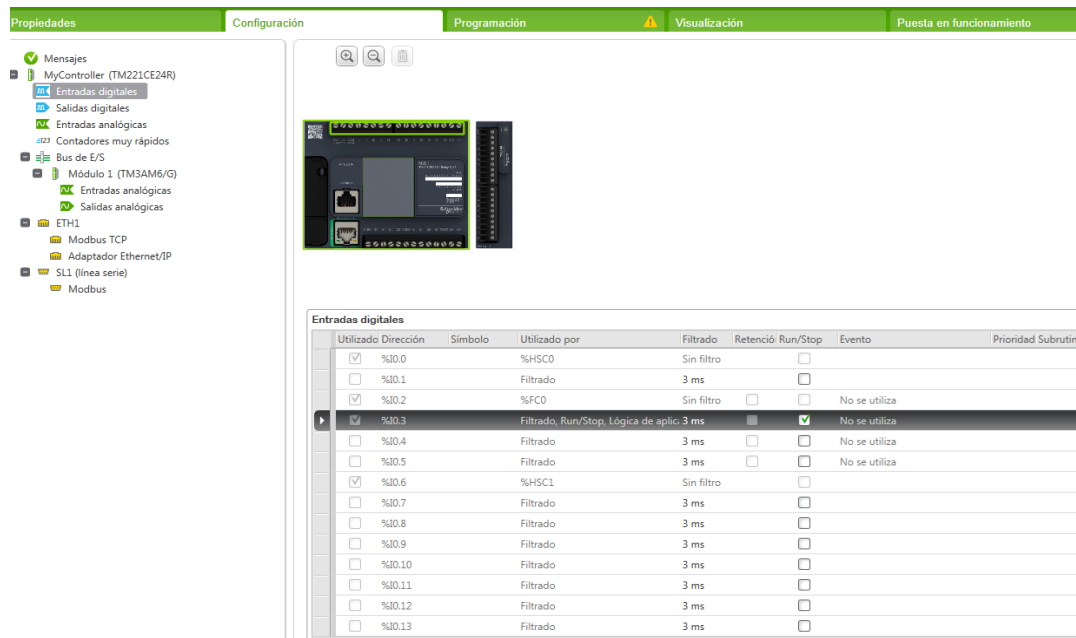 Propiedades Configuración Programación Visualización Puesta en funcionamiento
Mensajes
MyController (TM221CE24R)
Entradas digitales
Salidas digitales
Entradas analógicas
Contadores muy rápidos
Bus de E/S
Módulo 1 (TM3AM6/G)
Entradas analógicas
Salidas analógicas
ETH1
Modbus TCP
Adaptador Ethernet/IP
SL1 (línea serie)
Modbus
Entradas digitales
Utilizado Dirección Símbolo Utilizado por Filtrado Retenció Run/Stop Evento Prioridad Subrutin
%I0.0 %HSC0 Sin filtro
%I0.1 Filtrado 3 ms
%I0.2 %FC0 Sin filtro No se utiliza
%I0.3 Filtrado, Run/Stop, Lógica de aplic 3 ms No se utiliza
%I0.4 Filtrado 3 ms No se utiliza
%I0.5 Filtrado 3 ms No se utiliza
%I0.6 %HSC1 Sin filtro
%I0.7 Filtrado 3 ms
%I0.8 Filtrado 3 ms
%I0.9 Filtrado 3 ms
%I0.10 Filtrado 3 ms
%I0.11 Filtrado 3 ms
%I0.12 Filtrado 3 ms
%I0.13 Filtrado 3 ms